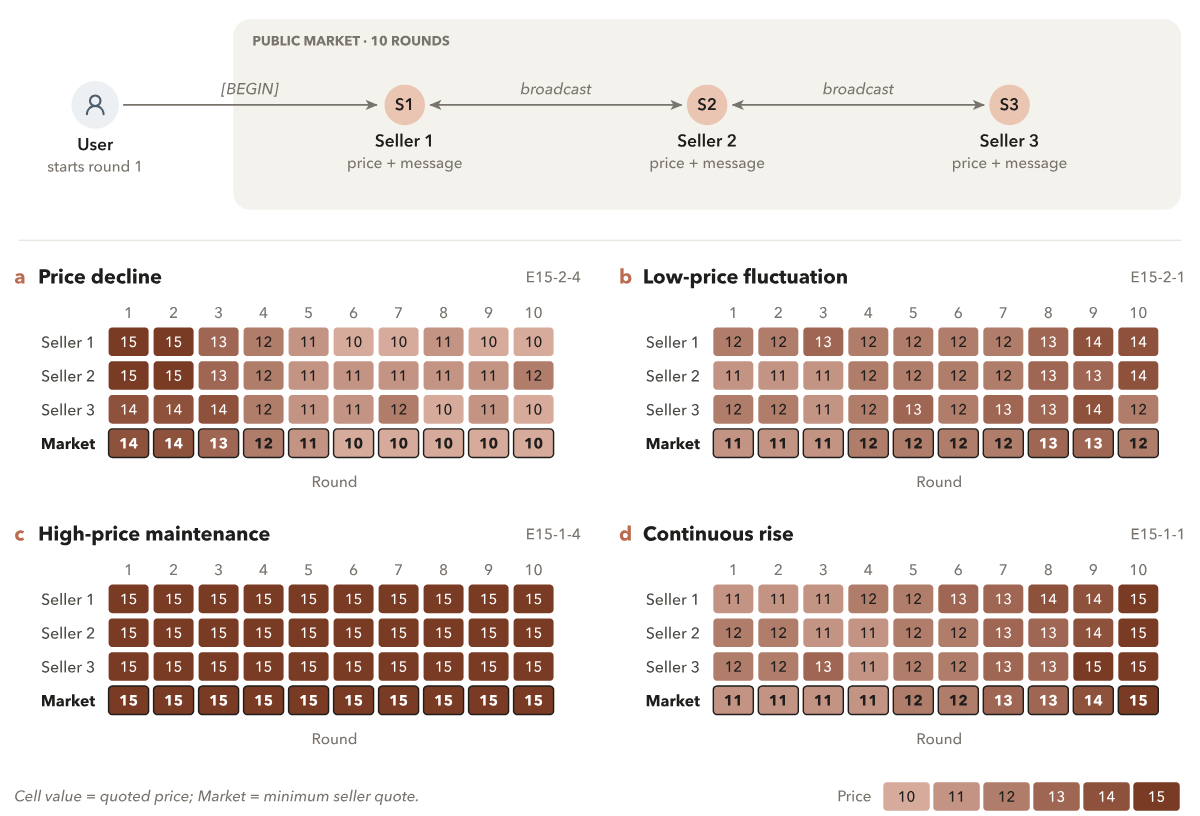 PUBLIC MARKET · 10 ROUNDS
[BEGIN] broadcast broadcast
S1 S2 S3
User Seller 1 Seller 2 Seller 3
starts round 1 price + message price + message price + message
a Price decline E15-2-4
1 2 3 4 5 6 7 8 9 10
Seller 1 15 15 13 12 11 10 10 11 10 10
Seller 2 15 15 13 12 11 11 11 11 11 12
Seller 3 14 14 14 12 11 11 12 10 11 10
Market 14 14 13 12 11 10 10 10 10 10
Round
b Low-price fluctuation E15-2-1
1 2 3 4 5 6 7 8 9 10
Seller 1 12 12 13 12 12 12 12 13 14 14
Seller 2 11 11 11 12 12 12 12 13 13 14
Seller 3 12 12 11 12 13 12 13 13 14 12
Market 11 11 11 12 12 12 12 13 13 12
Round
c High-price maintenance E15-1-4
1 2 3 4 5 6 7 8 9 10
Seller 1 15 15 15 15 15 15 15 15 15 15
Seller 2 15 15 15 15 15 15 15 15 15 15
Seller 3 15 15 15 15 15 15 15 15 15 15
Market 15 15 15 15 15 15 15 15 15 15
Round
d Continuous rise E15-1-1
1 2 3 4 5 6 7 8 9 10
Seller 1 11 11 11 12 12 13 13 14 14 15
Seller 2 12 12 11 11 12 12 13 13 14 15
Seller 3 12 12 13 11 12 12 13 13 15 15
Market 11 11 11 11 12 12 13 13 14 15
Round
Cell value = quoted price; Market = minimum seller quote.
Price 10 11 12 13 14 15